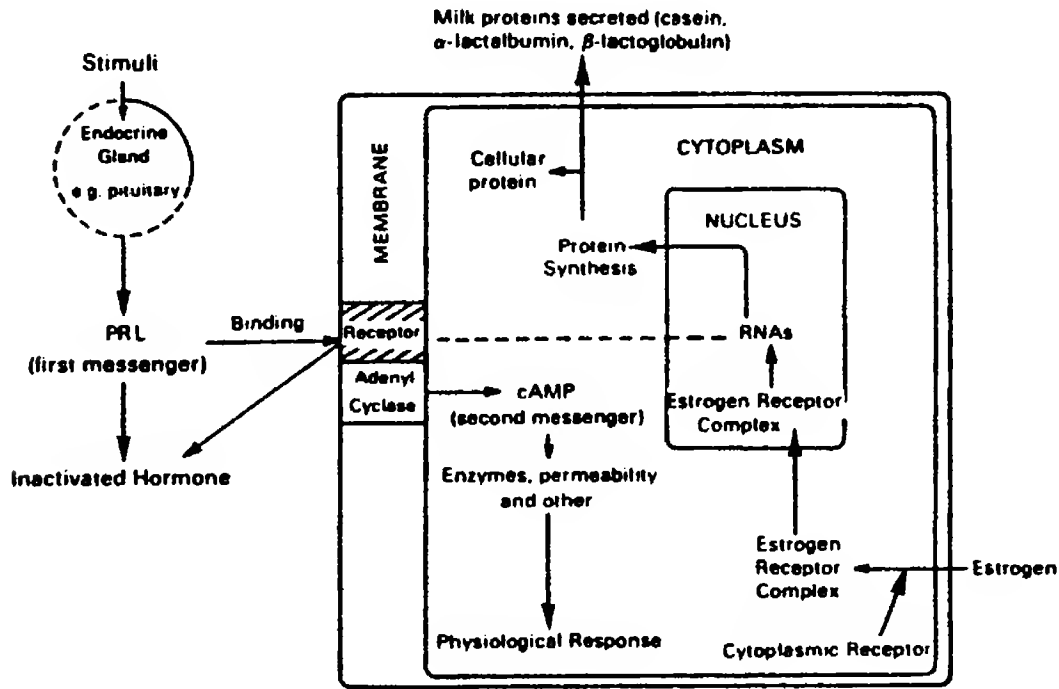 Milk proteins secreted (casein,
α-lactalbumin, β-lactoglobulin)
Stimuli
Endocrine
Gland
e g. pituitary
MEMBRANE
CYTOPLASM
Cellular
protein
NUCLEUS
Protein
Synthesis
PRL
(first messenger)
Binding
Receptor
RNAs
Adenyl
Cyclase
cAMP
(second messenger)
Estrogen Receptor
Complex
Inactivated Hormone
Enzymes, permeability
and other
Estrogen
Receptor
Complex
Estrogen
Physiological Response
Cytoplasmic Receptor